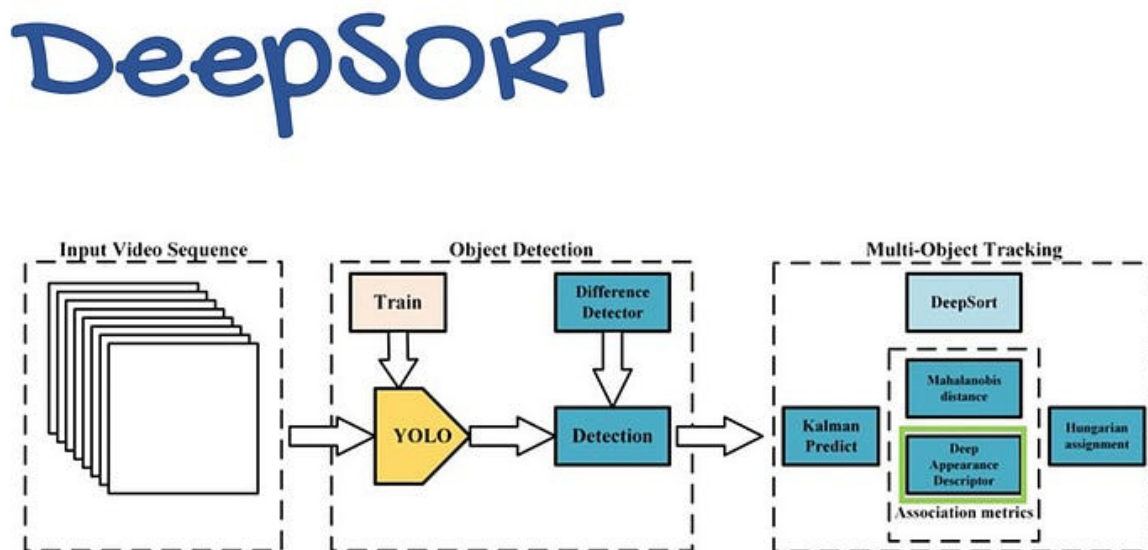 DeepSORT
Input Video Sequence
Object Detection
Multi-Object Tracking
Train
Difference
Detector
DeepSort
YOLO
Detection
Kalman
Predict
Mahalanobis
distance
Deep
Appearance
Descriptor
Association metrics
Hungarian
assignment